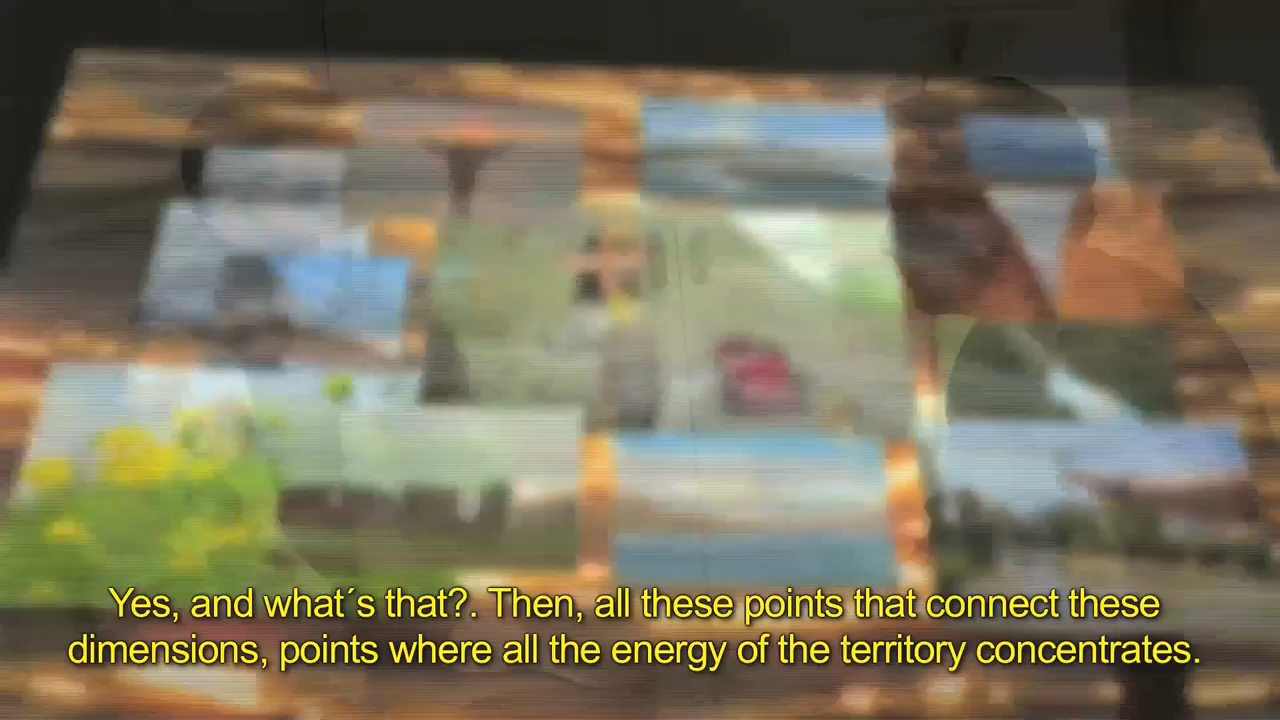 Yes, and what´s that?. Then, all these points that connect these
dimensions, points where all the energy of the territory concentrates.